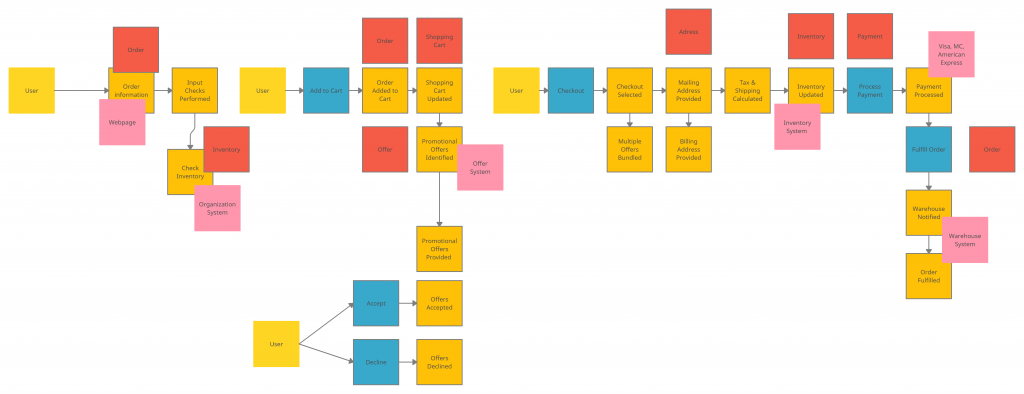 Order
User
Order
information
Input
Checks
Performed
Webpage
Inventory
Check
Inventory
Organization
System
Order
Shopping
Cart
User
Add to Cart
Order
Added to
Cart
Shopping
Cart
Updated
Offer
Promotional
Offers
Identified
Offer
System
Promotional
Offers
Provided
User
Accept
Offers
Accepted
Decline
Offers
Declined
Adress
Inventory
Payment
Visa, MC,
American
Express
User
Checkout
Checkout
Selected
Mailing
Address
Provided
Tax &
Shipping
Calculated
Inventory
Updated
Process
Payment
Payment
Processed
Inventory
System
Multiple
Offers
Bundled
Billing
Address
Provided
Fulfill Order
Order
Warehouse
Notified
Warehouse
System
Order
Fulfilled